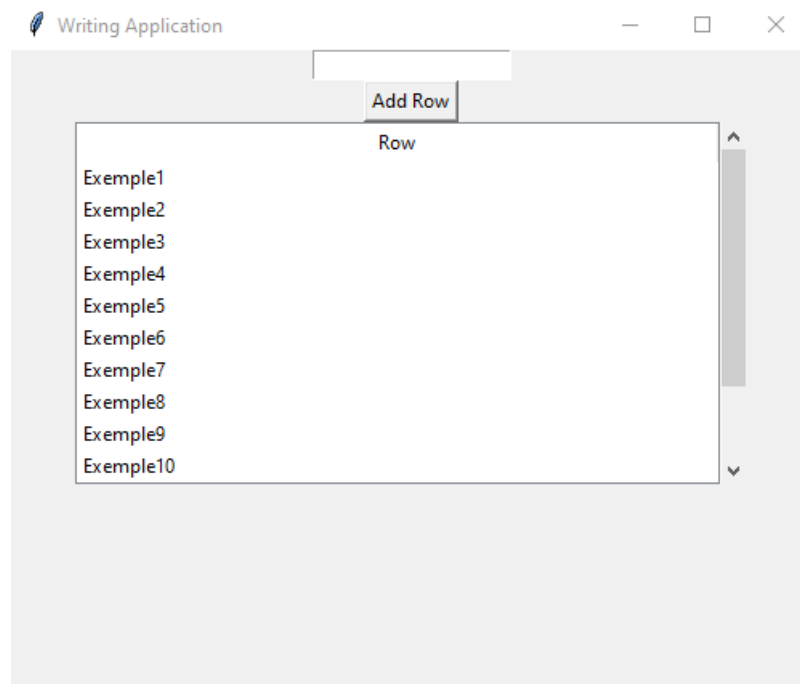 Writing Application
Add Row
Row
Exemple1
Exemple2
Exemple3
Exemple4
Exemple5
Exemple6
Exemple7
Exemple8
Exemple9
Exemple10